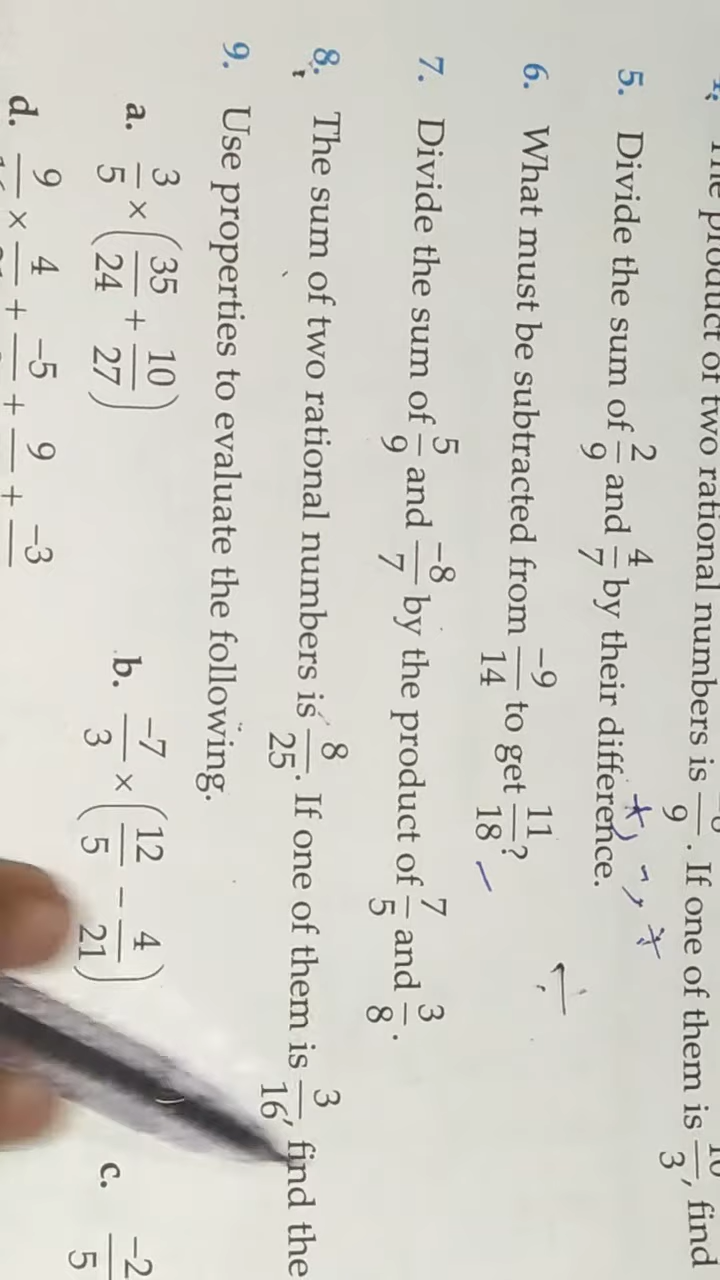 The product of two rational numbers is —/9. If one of them is 10/3, find
5. Divide the sum of 2/9 and 4/7 by their difference.
6. What must be subtracted from -9/14 to get 11/18?
7. Divide the sum of 5/9 and -8/7 by the product of 7/5 and 3/8.
8. The sum of two rational numbers is 8/25. If one of them is 3/16, find the
9. Use properties to evaluate the following.
a. 3/5 × (35/24 + 10/27) b. -7/3 × (12/5 - 4/21) c. -2/5
d. 9/ × 4/ + -5/ + 9/ + -3/